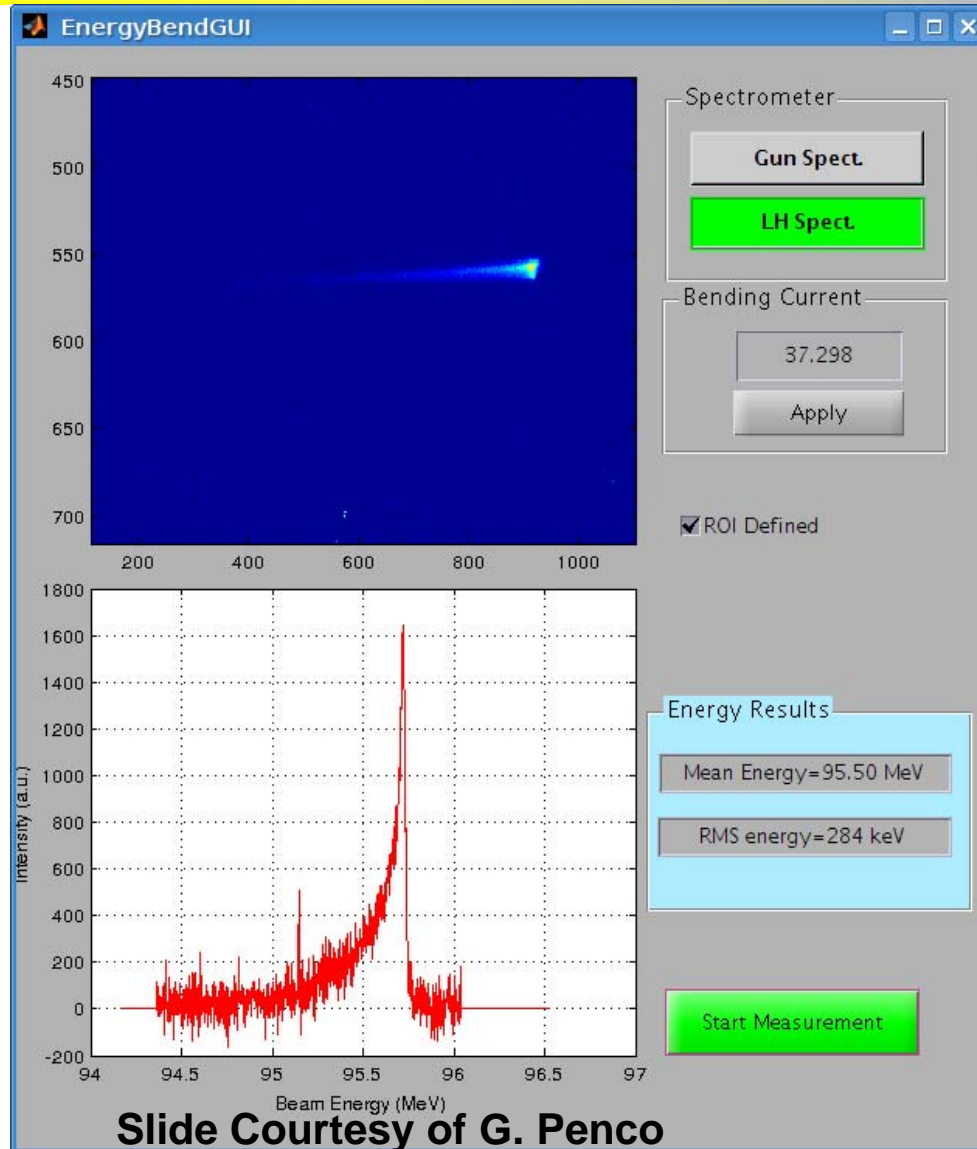 EnergyBendGUI
450
500
550
600
650
700
200 400 600 800 1000
Spectrometer
Gun Spect.
LH Spect.
Bending Current
37.298
Apply
ROI Defined
1800
1600
1400
1200
1000
800
600
400
200
0
-200
94 94.5 95 95.5 96 96.5 97
Intensity (a.u.)
Beam Energy (MeV)
Energy Results
Mean Energy=95.50 MeV
RMS energy=284 keV
Start Measurement
Slide Courtesy of G. Penco